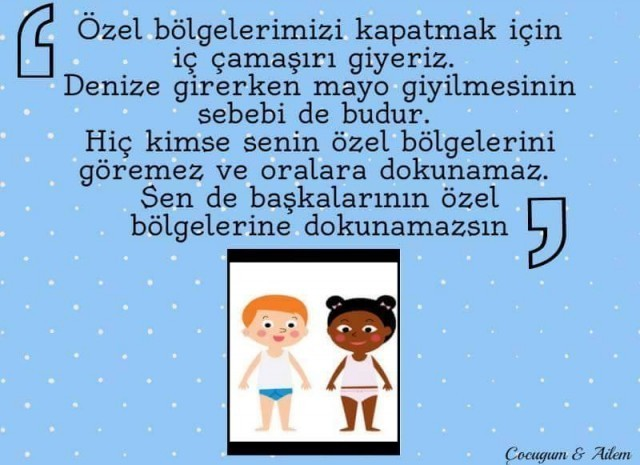 Özel bölgelerimizi kapatmak için
iç çamaşırı giyeriz.
Denize girerken mayo giyilmesinin
sebebi de budur.
Hiç kimse senin özel bölgelerini
göremez ve oralara dokunamaz.
Sen de başkalarının özel
bölgelerine dokunamazsın
Çocuğum & Ailem